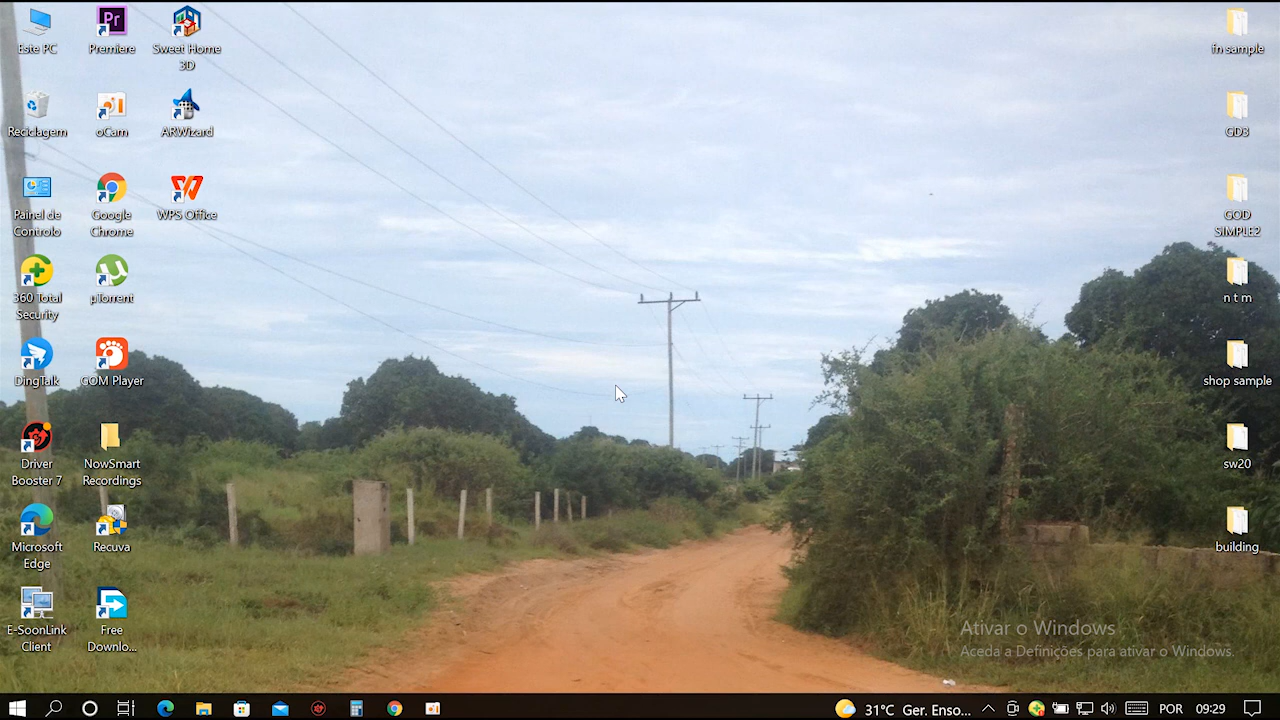 Este PC
Premiere
Sweet Home
3D
Reciclagem
oCam
ARWizard
Painel de
Controlo
Google
Chrome
WPS Office
360 Total
Security
µTorrent
DingTalk
GOM Player
Driver
Booster 7
NowSmart
Recordings
Microsoft
Edge
Recuva
E-SoonLink
Client
Free
Downlo...
fn sample
GD3
GOD
SIMPLE2
n t m
shop sample
sw20
building
Ativar o Windows
Aceda a Definições para ativar o Windows.
31°C Ger. Enso...
POR
09:29